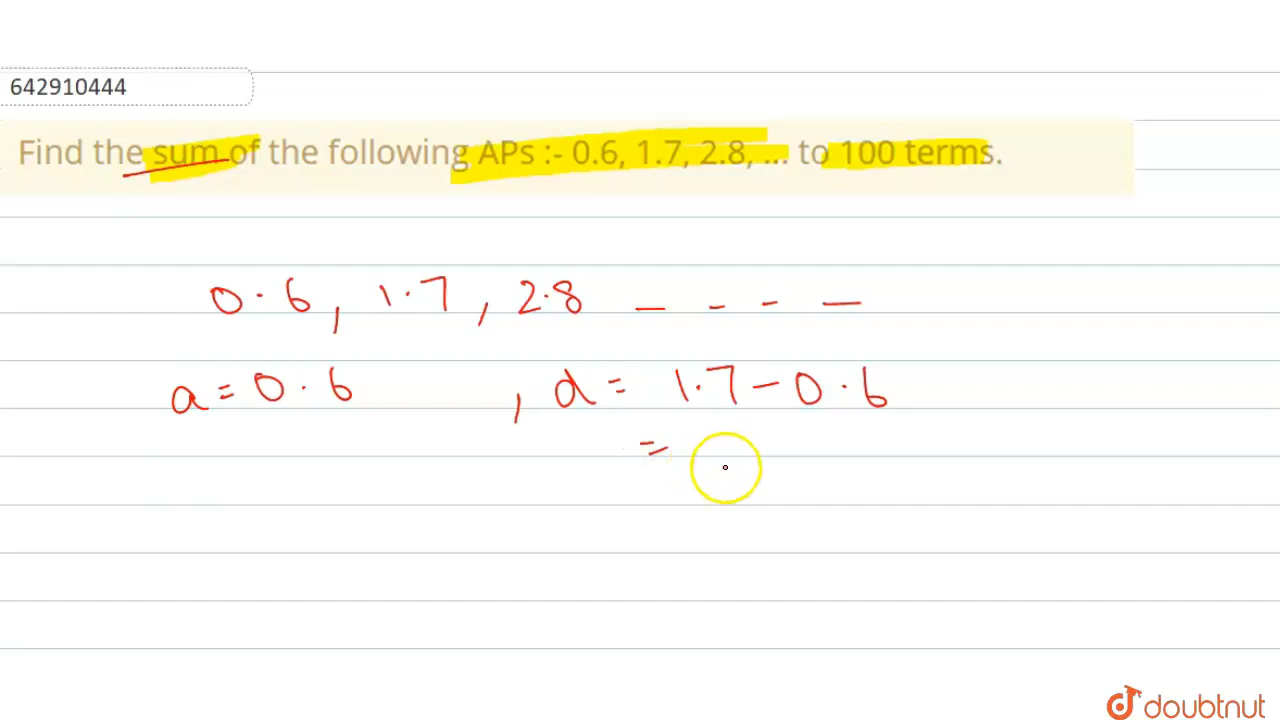 642910444
Find the sum of the following APs :- 0.6, 1.7, 2.8, ... to 100 terms.
0.6, 1.7, 2.8 _ _ _ _
a = 0.6 , d = 1.7 - 0.6
=
doubtnut